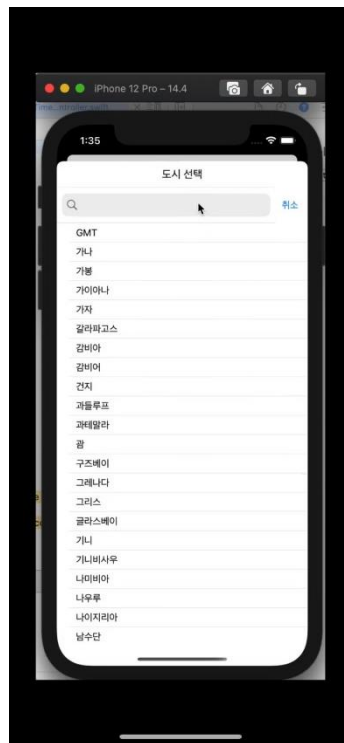 iPhone 12 Pro – 14.4
1:35
도시 선택
취소
GMT
가나
가봉
가이아나
가자
갈라파고스
감비아
감비어
건지
과들루프
과테말라
괌
구즈베이
그레나다
그리스
글라스베이
기니
기니비사우
나미비아
나우루
나이지리아
남수단